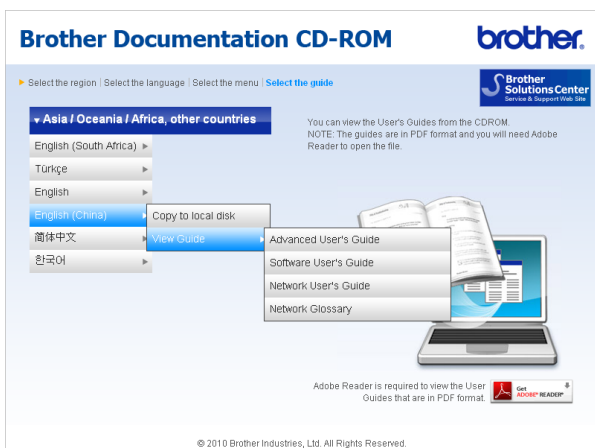 Brother Documentation CD-ROM
brother
Select the region | Select the language | Select the menu | Select the guide
Brother
Solutions Center
Service & Support Web Site
Asia / Oceania / Africa, other countries
You can view the User's Guides from the CDROM.
NOTE: The guides are in PDF format and you will need Adobe
Reader to open the file.
English (South Africa)
Türkçe
English
English (China)
Copy to local disk
简体中文
View Guide
Advanced User's Guide
한국어
Software User's Guide
Network User's Guide
Network Glossary
Adobe Reader is required to view the User
Guides that are in PDF format.
Get
ADOBE® READER®
© 2010 Brother Industries, Ltd. All Rights Reserved.